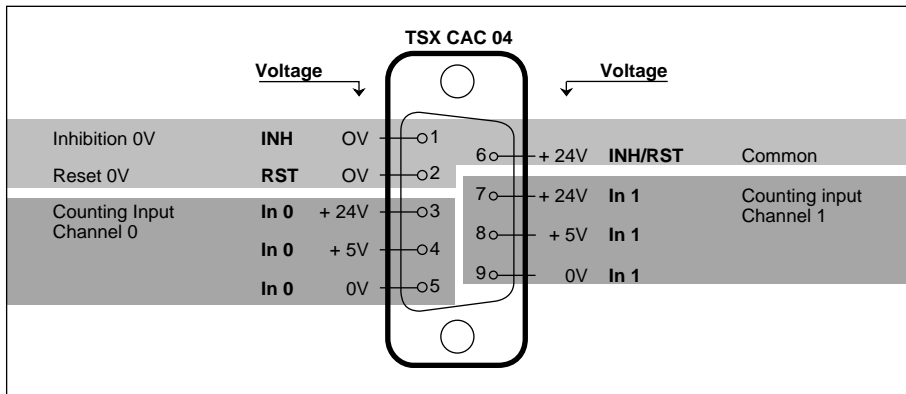 TSX CAC 04
Voltage
Voltage
Inhibition 0V INH OV 1
6 + 24V INH/RST Common
Reset 0V RST OV 2
7 + 24V In 1 Counting input
Channel 1
Counting Input In 0 + 24V 3
Channel 0
8 + 5V In 1
In 0 + 5V 4
9 0V In 1
In 0 0V 5